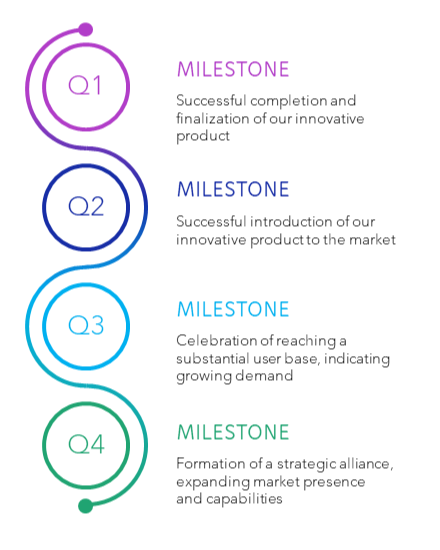 Q1
MILESTONE
Successful completion and
finalization of our innovative
product
Q2
MILESTONE
Successful introduction of our
innovative product to the market
Q3
MILESTONE
Celebration of reaching a
substantial user base, indicating
growing demand
Q4
MILESTONE
Formation of a strategic alliance,
expanding market presence
and capabilities